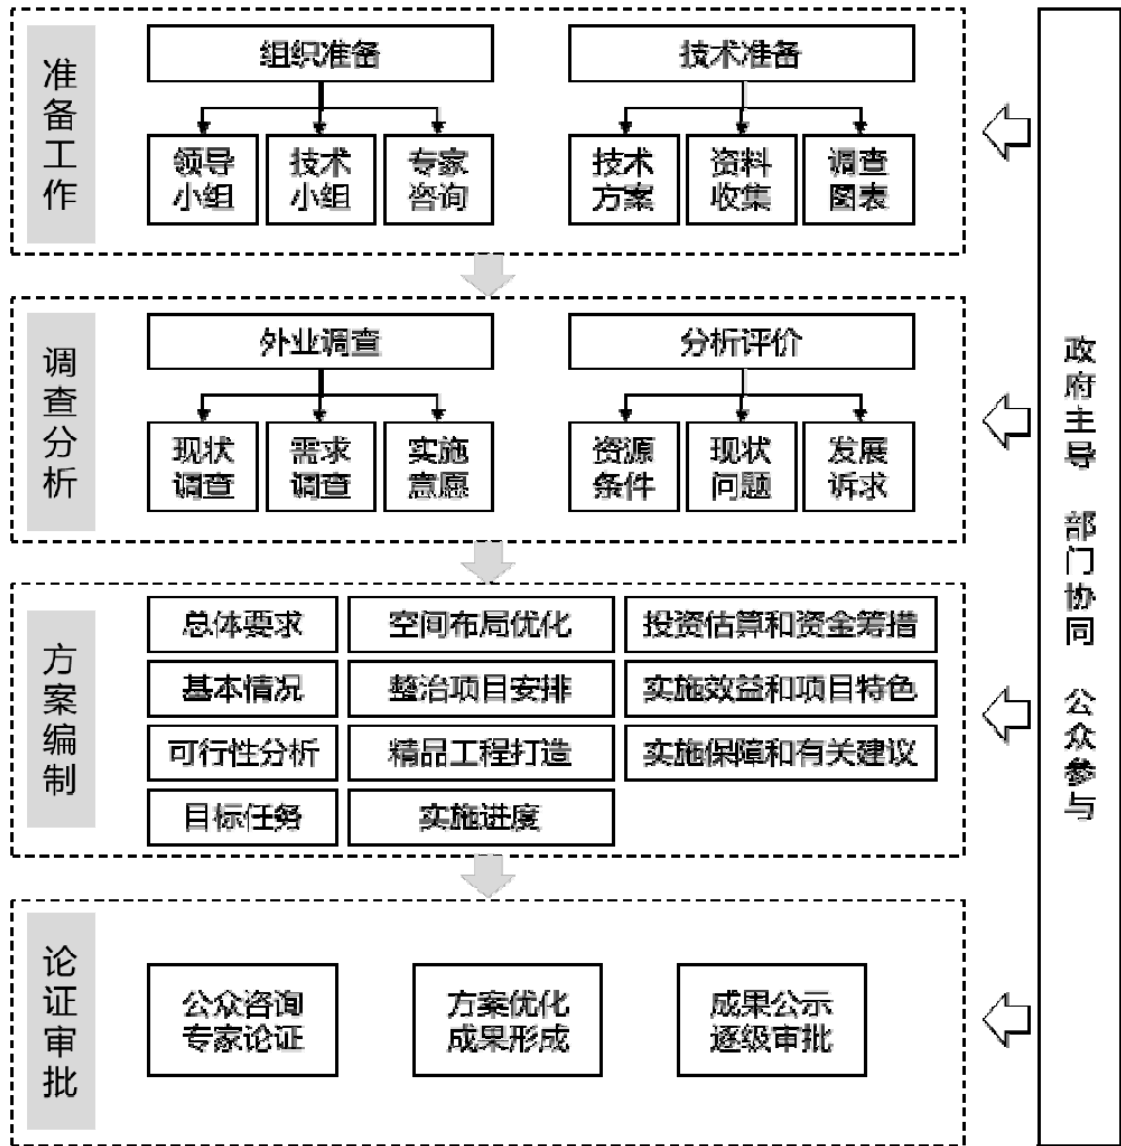 准备工作
组织准备
领导
小组
技术
小组
专家
咨询
技术准备
技术
方案
资料
收集
调查
图表
调查分析
外业调查
现状
调查
需求
调查
实施
意愿
分析评价
资源
条件
现状
问题
发展
诉求
方案编制
总体要求
基本情况
可行性分析
目标任务
空间布局优化
整治项目安排
精品工程打造
实施进度
投资估算和资金筹措
实施效益和项目特色
实施保障和有关建议
论证审批
公众咨询
专家论证
方案优化
成果形成
成果公示
逐级审批
政府主导 部门协同 公众参与